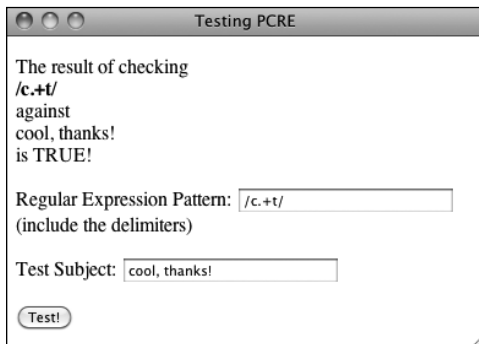 Testing PCRE
The result of checking
/c.+t/
against
cool, thanks!
is TRUE!
Regular Expression Pattern: /c.+t/
(include the delimiters)
Test Subject: cool, thanks!
Test!